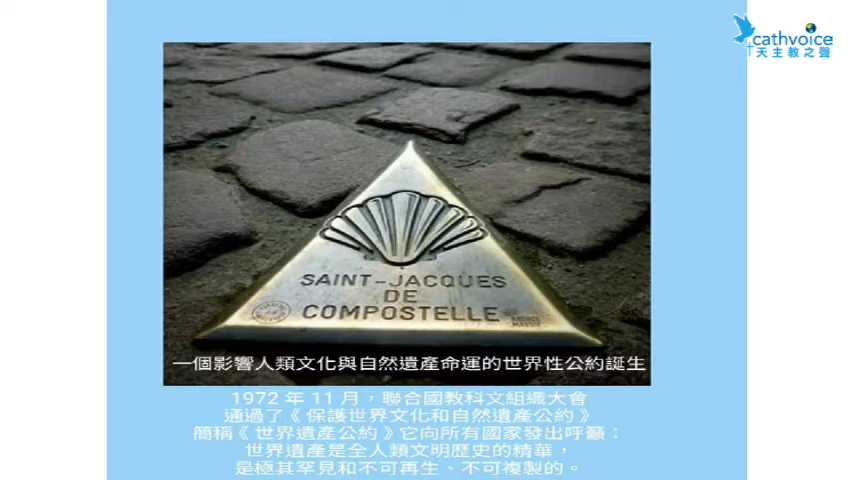 cathvoice
天主教之聲
SAINT-JACQUES
DE
COMPOSTELLE
一個影響人類文化與自然遺產命運的世界性公約誕生
1972 年 11 月，聯合國教科文組織大會
通過了《保護世界文化和自然遺產公約》
簡稱《世界遺產公約》它向所有國家發出呼籲：
世界遺產是全人類文明歷史的精華，
是極其罕見和不可再生、不可複製的。